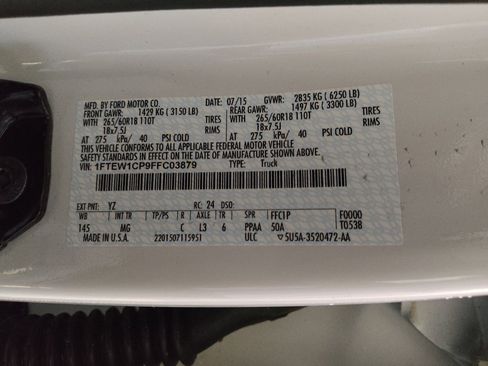 MFD. BY FORD MOTOR CO. DATE: 07/15 GVWR: 2835 KG ( 6250 LB)
FRONT GAWR: 1429 KG ( 3150 LB) REAR GAWR: 1497 KG ( 3300 LB)
WITH 265/60R18 110T TIRES WITH 265/60R18 110T TIRES
18x7.5J RIMS 18x7.5J RIMS
AT 275 kPa/ 40 PSI COLD AT 275 kPa/ 40 PSI COLD
THIS VEHICLE CONFORMS TO ALL APPLICABLE FEDERAL MOTOR VEHICLE
SAFETY/BUMPER AND THEFT PREVENTION STANDARDS IN EFFECT ON THE DATE OF MANUFACTURE SHOWN ABOVE.
VIN: 1FTEW1CP9FFC03879 TYPE: Truck
EXT PNT: YZ RC: 24 DSO:
WB INT TR TP/PS R AXLE TR SPR FFC1P F0000
145 MG C L3 6 PPAA 50A T0538
MADE IN U.S.A. 2201507115951 ULC 5U5A-3520472-AA